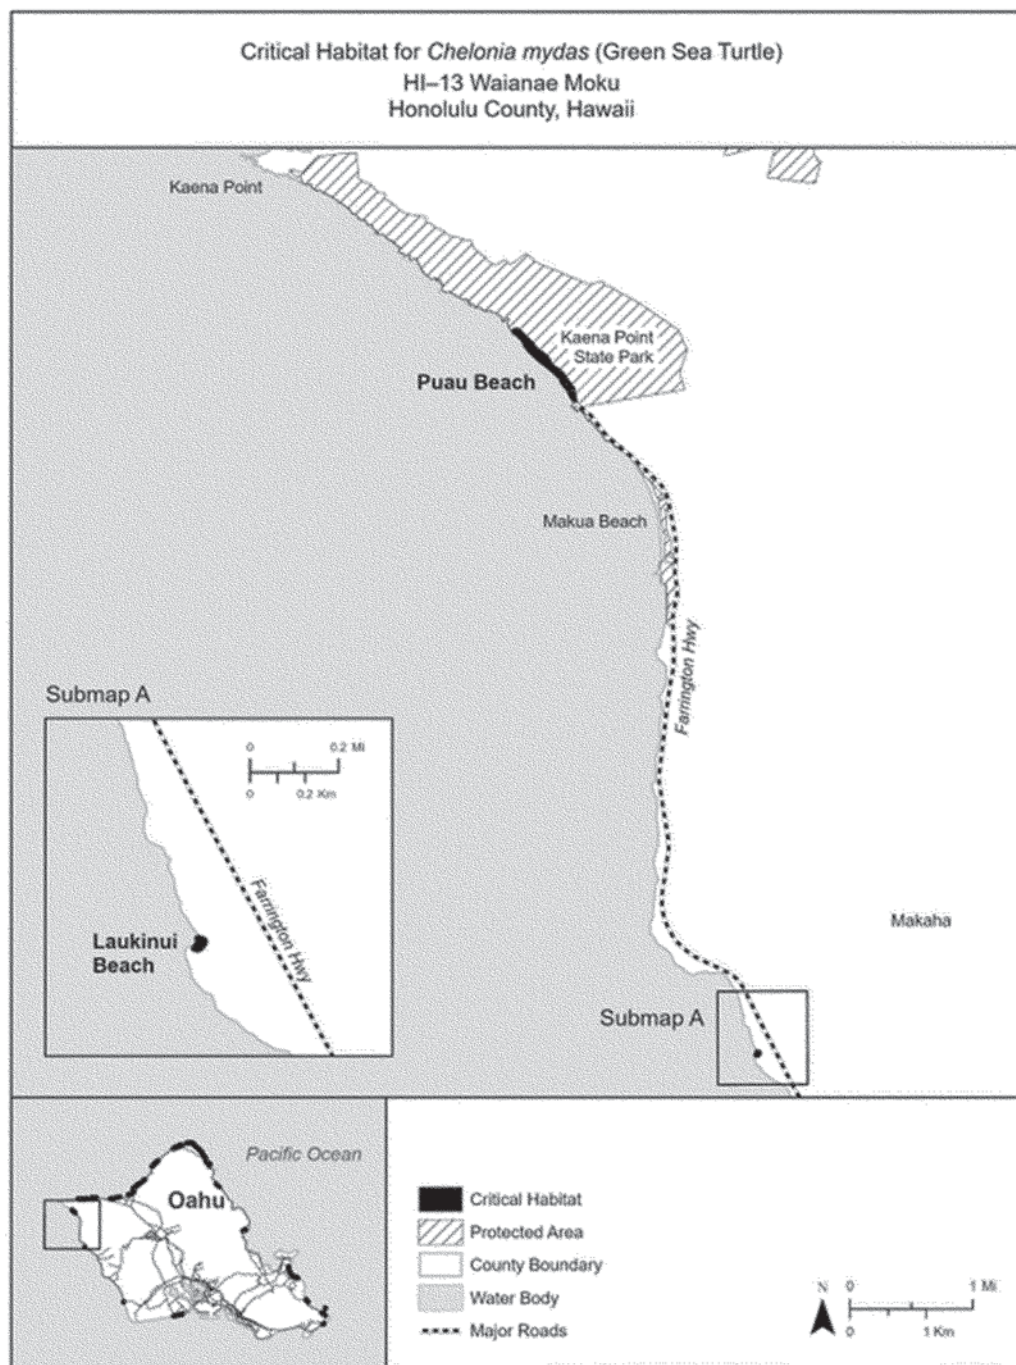 Critical Habitat for Chelonia mydas (Green Sea Turtle)
HI–13 Waianae Moku
Honolulu County, Hawaii
Kaena Point
Kaena Point
State Park
Puau Beach
Makua Beach
Farrington Hwy
Submap A
0 0.2 Mi
0 0.2 Km
Farrington Hwy
Laukinui
Beach
Makaha
Submap A
Pacific Ocean
Oahu
Critical Habitat
Protected Area
County Boundary
Water Body
Major Roads
N
0 1 Mi
0 1 Km